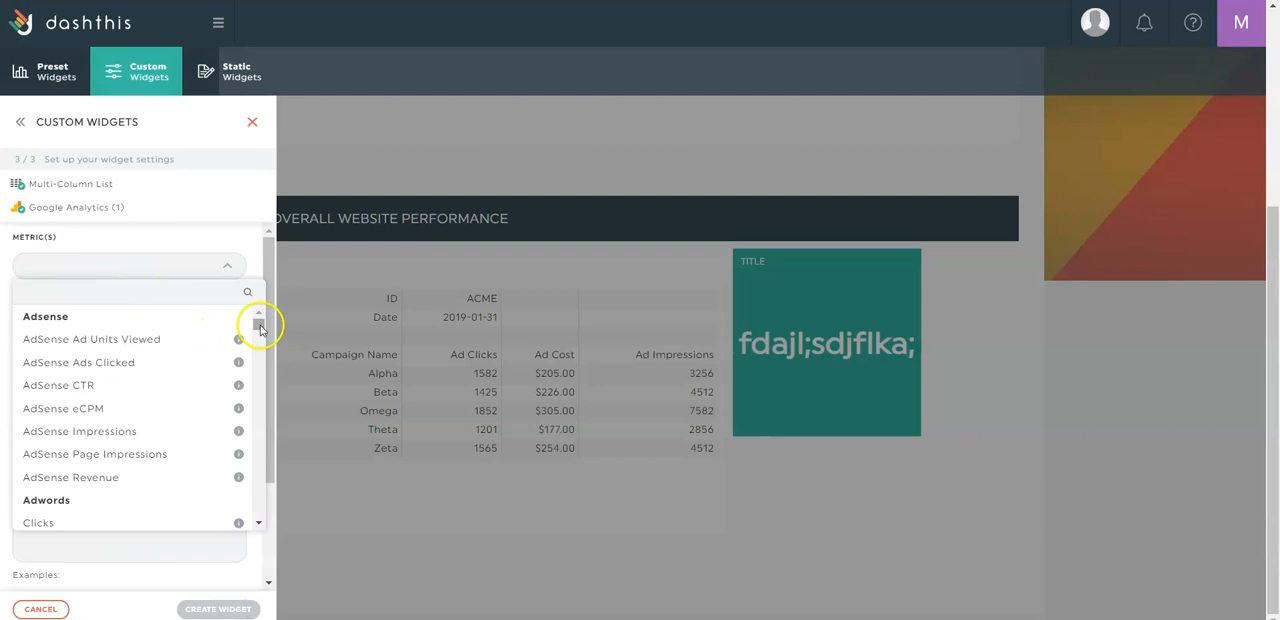 dashthis
M
Preset
Widgets
Custom
Widgets
Static
Widgets
CUSTOM WIDGETS
3 / 3 Set up your widget settings
Multi-Column List
Google Analytics (1)
METRIC(S)
Adsense
AdSense Ad Units Viewed
AdSense Ads Clicked
AdSense CTR
AdSense eCPM
AdSense Impressions
AdSense Page Impressions
AdSense Revenue
Adwords
Clicks
Examples:
CANCEL
CREATE WIDGET
OVERALL WEBSITE PERFORMANCE
ID ACME
Date 2019-01-31
Campaign Name Ad Clicks Ad Cost Ad Impressions
Alpha 1582 $205.00 3256
Beta 1425 $226.00 4512
Omega 1852 $305.00 7582
Theta 1201 $177.00 2856
Zeta 1565 $254.00 4512
TITLE
fdajl;sdjflka;